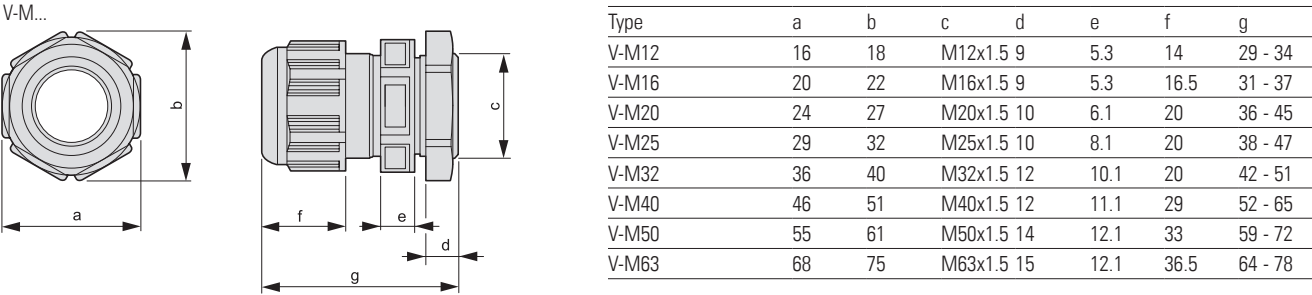 V-M...
a
b
c
d
e
f
g
Type a b c d e f g
V-M12 16 18 M12x1.5 9 5.3 14 29 - 34
V-M16 20 22 M16x1.5 9 5.3 16.5 31 - 37
V-M20 24 27 M20x1.5 10 6.1 20 36 - 45
V-M25 29 32 M25x1.5 10 8.1 20 38 - 47
V-M32 36 40 M32x1.5 12 10.1 20 42 - 51
V-M40 46 51 M40x1.5 12 11.1 29 52 - 65
V-M50 55 61 M50x1.5 14 12.1 33 59 - 72
V-M63 68 75 M63x1.5 15 12.1 36.5 64 - 78